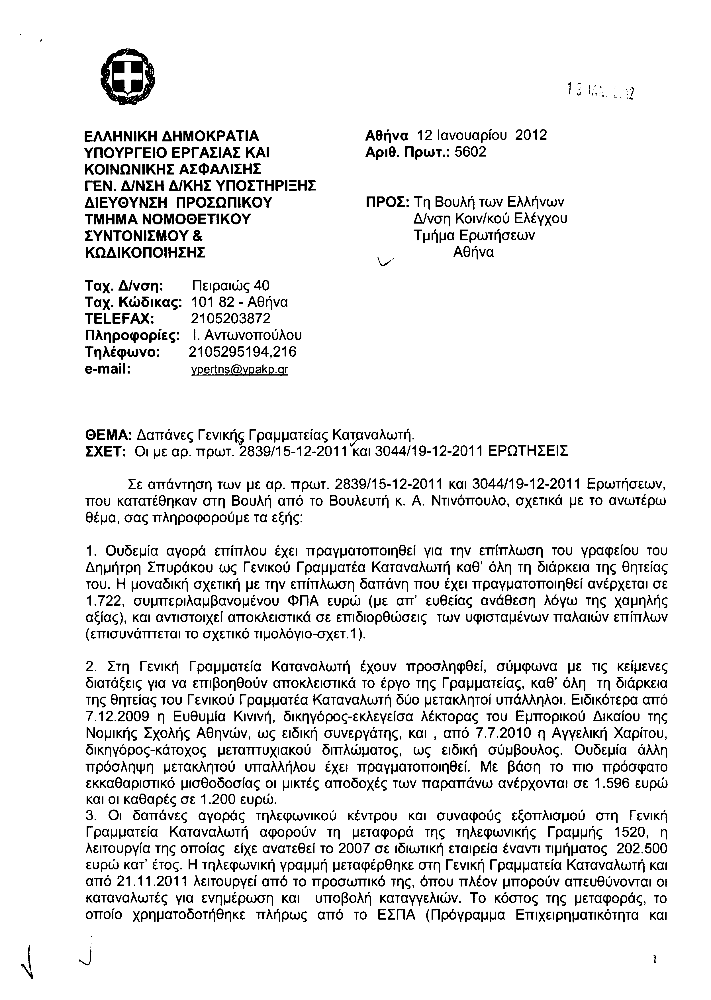 ΕΛΛΗΝΙΚΗ ΔΗΜΟΚΡΑΤΙΑ
ΥΠΟΥΡΓΕΙΟ ΕΡΓΑΣΙΑΣ ΚΑΙ
ΚΟΙΝΩΝΙΚΗΣ ΑΣΦΑΛΙΣΗΣ
ΓΕΝ. Δ/ΝΣΗ Δ/ΚΗΣ ΥΠΟΣΤΗΡΙΞΗΣ
ΔΙΕΥΘΥΝΣΗ ΠΡΟΣΩΠΙΚΟΥ
ΤΜΗΜΑ ΝΟΜΟΘΕΤΙΚΟΥ
ΣΥΝΤΟΝΙΣΜΟΥ &
ΚΩΔΙΚΟΠΟΙΗΣΗΣ
Αθήνα 12 Ιανουαρίου 2012
Αριθ. Πρωτ.: 5602
ΠΡΟΣ: Τη Βουλή των Ελλήνων
Δ/νση Κοιν/κού Ελέγχου
Τμήμα Ερωτήσεων
Αθήνα
Ταχ. Δ/νση: Πειραιώς 40
Ταχ. Κώδικας: 101 82 - Αθήνα
TELEFAX: 2105203872
Πληροφορίες: Ι. Αντωνοπούλου
Τηλέφωνο: 2105295194,216
e-mail: ypertns@ypakp.gr
ΘΕΜΑ: Δαπάνες Γενικής Γραμματείας Καταναλωτή.
ΣΧΕΤ: Οι με αρ. πρωτ. 2839/15-12-2011 και 3044/19-12-2011 ΕΡΩΤΗΣΕΙΣ
Σε απάντηση των με αρ. πρωτ. 2839/15-12-2011 και 3044/19-12-2011 Ερωτήσεων,
που κατατέθηκαν στη Βουλή από το Βουλευτή κ. Α. Ντινόπουλο, σχετικά με το ανωτέρω
θέμα, σας πληροφορούμε τα εξής:
1. Ουδεμία αγορά επίπλου έχει πραγματοποιηθεί για την επίπλωση του γραφείου του
Δημήτρη Σπυράκου ως Γενικού Γραμματέα Καταναλωτή καθ’ όλη τη διάρκεια της θητείας
του. Η μοναδική σχετική με την επίπλωση δαπάνη που έχει πραγματοποιηθεί ανέρχεται σε
1.722, συμπεριλαμβανομένου ΦΠΑ ευρώ (με απ’ ευθείας ανάθεση λόγω της χαμηλής
αξίας), και αντιστοιχεί αποκλειστικά σε επιδιορθώσεις των υφισταμένων παλαιών επίπλων
(επισυνάπτεται το σχετικό τιμολόγιο-σχετ.1).
2. Στη Γενική Γραμματεία Καταναλωτή έχουν προσληφθεί, σύμφωνα με τις κείμενες
διατάξεις για να επιβοηθούν αποκλειστικά το έργο της Γραμματείας, καθ’ όλη τη διάρκεια
της θητείας του Γενικού Γραμματέα Καταναλωτή δύο μετακλητοί υπάλληλοι. Ειδικότερα από
7.12.2009 η Ευθυμία Κινινή, δικηγόρος-εκλεγείσα λέκτορας του Εμπορικού Δικαίου της
Νομικής Σχολής Αθηνών, ως ειδική συνεργάτης, και , από 7.7.2010 η Αγγελική Χαρίτου,
δικηγόρος-κάτοχος μεταπτυχιακού διπλώματος, ως ειδική σύμβουλος. Ουδεμία άλλη
πρόσληψη μετακλητού υπαλλήλου έχει πραγματοποιηθεί. Με βάση το πιο πρόσφατο
εκκαθαριστικό μισθοδοσίας οι μικτές αποδοχές των παραπάνω ανέρχονται σε 1.596 ευρώ
και οι καθαρές σε 1.200 ευρώ.
3. Οι δαπάνες αγοράς τηλεφωνικού κέντρου και συναφούς εξοπλισμού στη Γενική
Γραμματεία Καταναλωτή αφορούν τη μεταφορά της τηλεφωνικής Γραμμής 1520, η
λειτουργία της οποίας είχε ανατεθεί το 2007 σε ιδιωτική εταιρεία έναντι τιμήματος 202.500
ευρώ κατ’ έτος. Η τηλεφωνική γραμμή μεταφέρθηκε στη Γενική Γραμματεία Καταναλωτή και
από 21.11.2011 λειτουργεί από το προσωπικό της, όπου πλέον μπορούν απευθύνονται οι
καταναλωτές για ενημέρωση και υποβολή καταγγελιών. Το κόστος της μεταφοράς, το
οποίο χρηματοδοτήθηκε πλήρως από το ΕΣΠΑ (Πρόγραμμα Επιχειρηματικότητα και
1